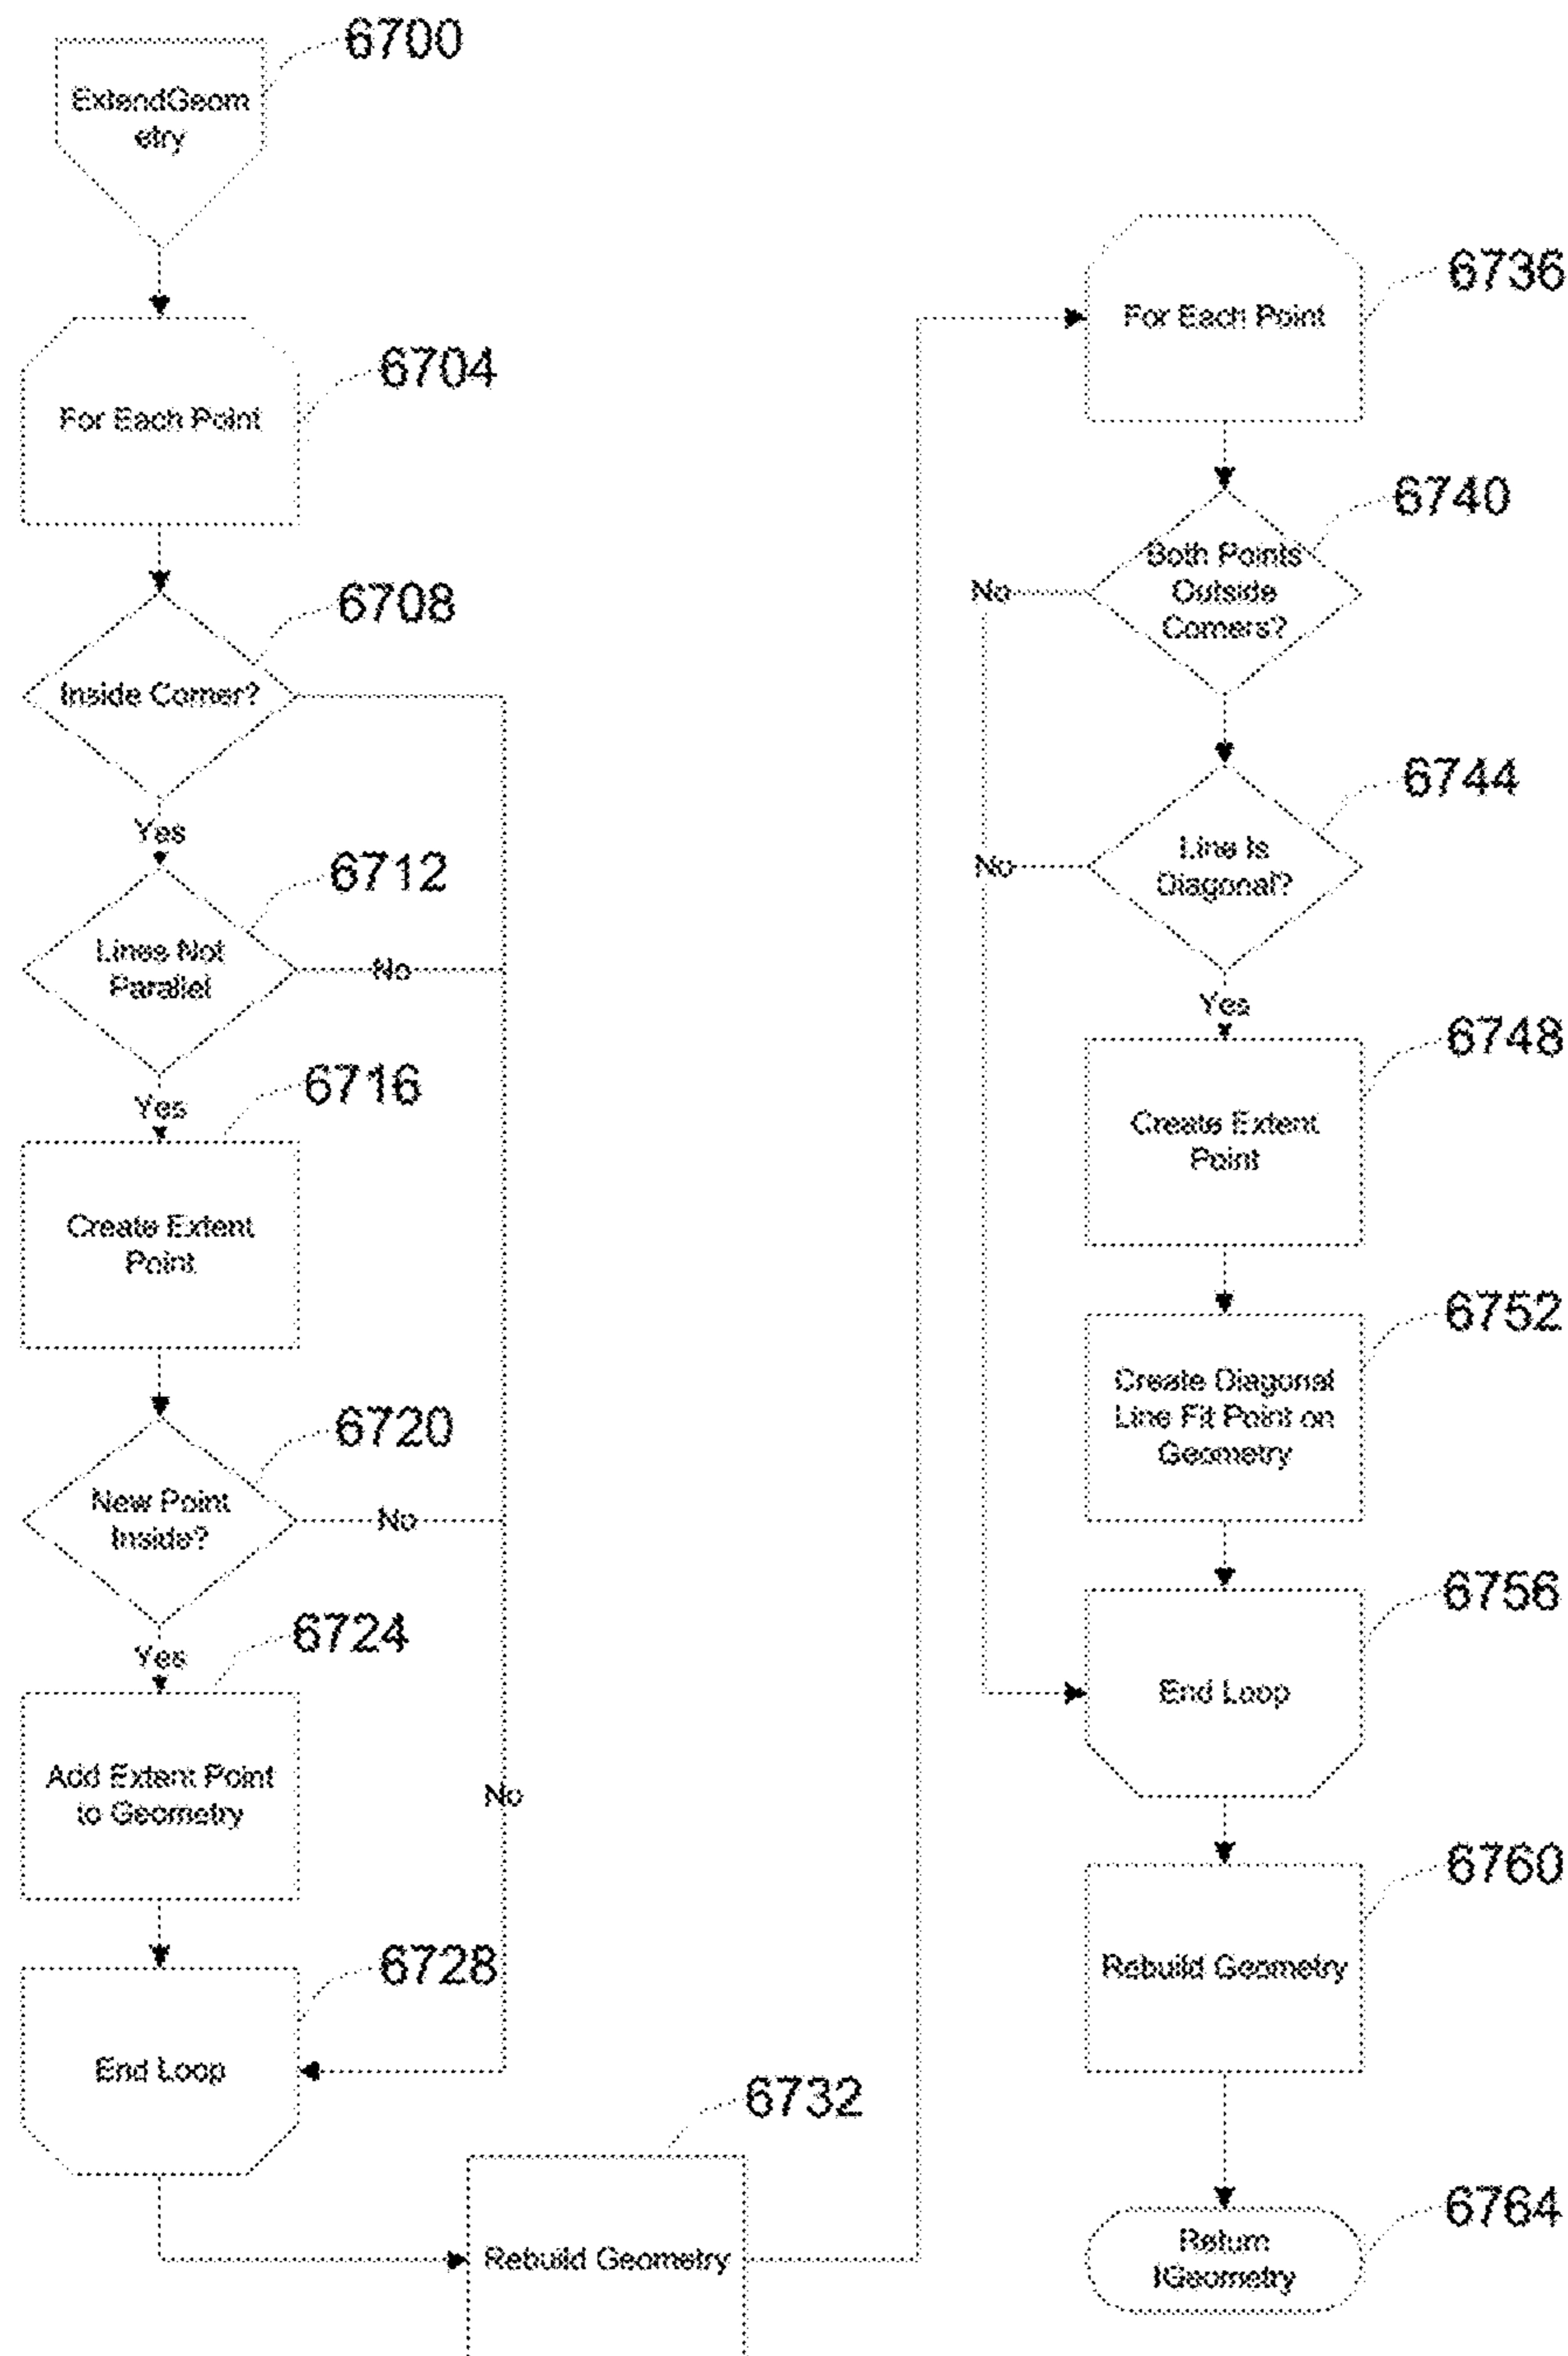 6700
ExtendGeom
etry
6704
For Each Point
6708
Inside Corner?
Yes
6712
Lines Not
Parallel
No
Yes
6716
Create Extent
Point
6720
New Point
Inside?
No
Yes
6724
Add Extent Point
to Geometry
No
6728
End Loop
6732
Rebuild Geometry
6736
For Each Point
6740
Both Points
Outside
Corners?
No
6744
Line Is
Diagonal?
No
Yes
6748
Create Extent
Point
6752
Create Diagonal
Line Fit Point on
Geometry
6756
End Loop
6760
Rebuild Geometry
6764
Return
IGeometry